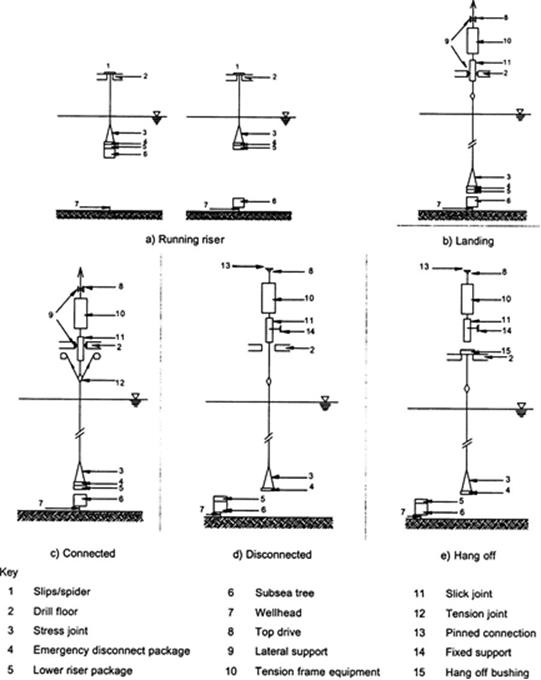 1
2
3
4
5
6
7
1
2
3
4
5
6
7
a) Running riser
8
9
10
11
2
3
4
5
6
7
b) Landing
8
9
10
11
2
12
3
4
5
6
7
c) Connected
13
8
10
11
14
2
3
4
5
6
7
d) Disconnected
13
8
10
11
14
15
2
3
4
5
6
7
e) Hang off
Key
1 Slips/spider
2 Drill floor
3 Stress joint
4 Emergency disconnect package
5 Lower riser package
6 Subsea tree
7 Wellhead
8 Top drive
9 Lateral support
10 Tension frame equipment
11 Slick joint
12 Tension joint
13 Pinned connection
14 Fixed support
15 Hang off bushing